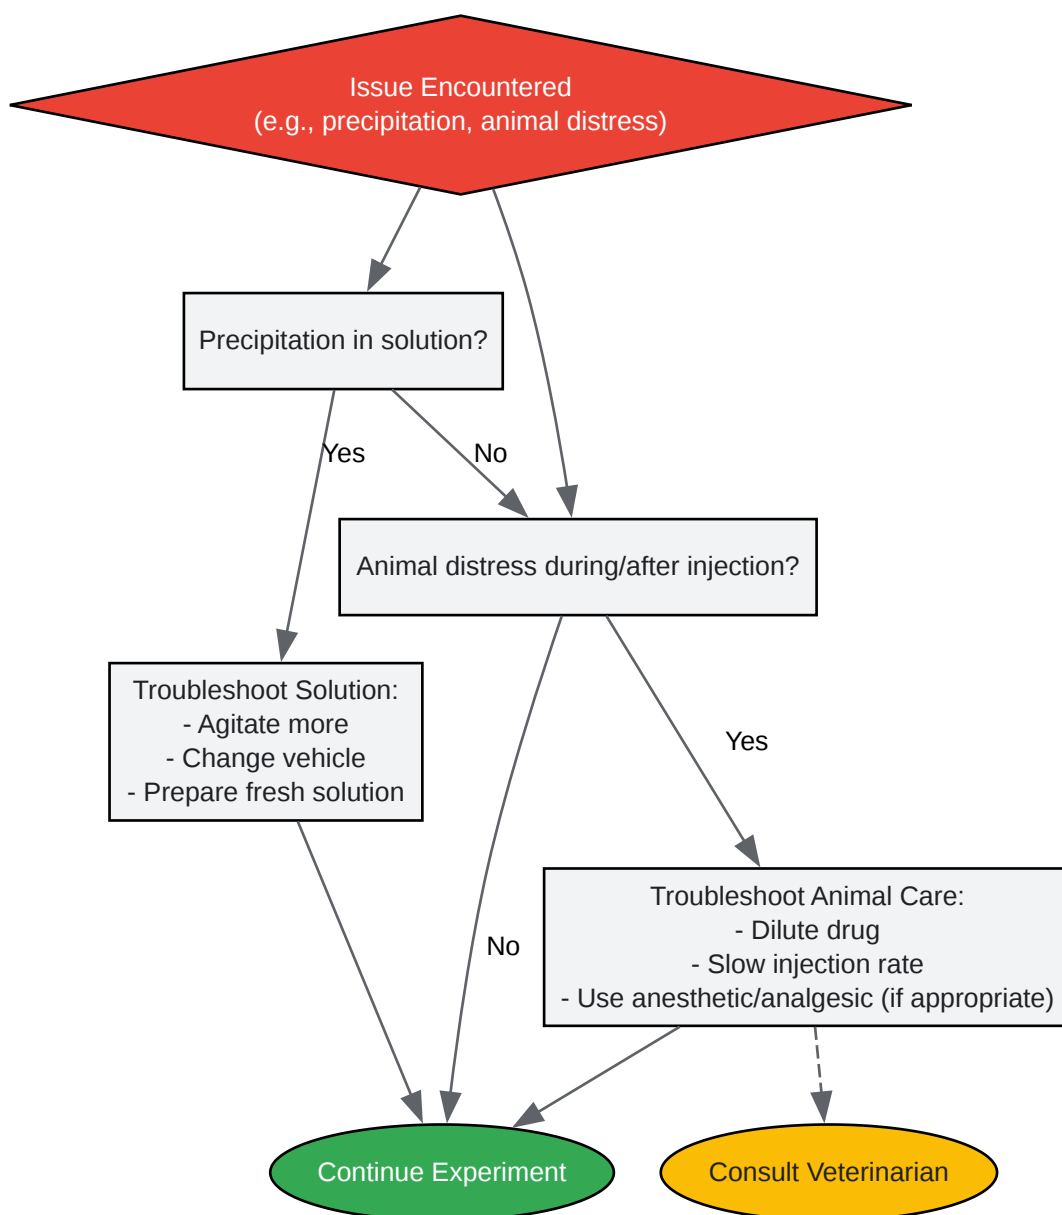 Issue Encountered
(e.g., precipitation, animal distress)
Precipitation in solution?
Yes
No
Animal distress during/after injection?
Troubleshoot Solution:
- Agitate more
- Change vehicle
- Prepare fresh solution
Yes
No
Troubleshoot Animal Care:
- Dilute drug
- Slow injection rate
- Use anesthetic/analgesic (if appropriate)
Continue Experiment
Consult Veterinarian